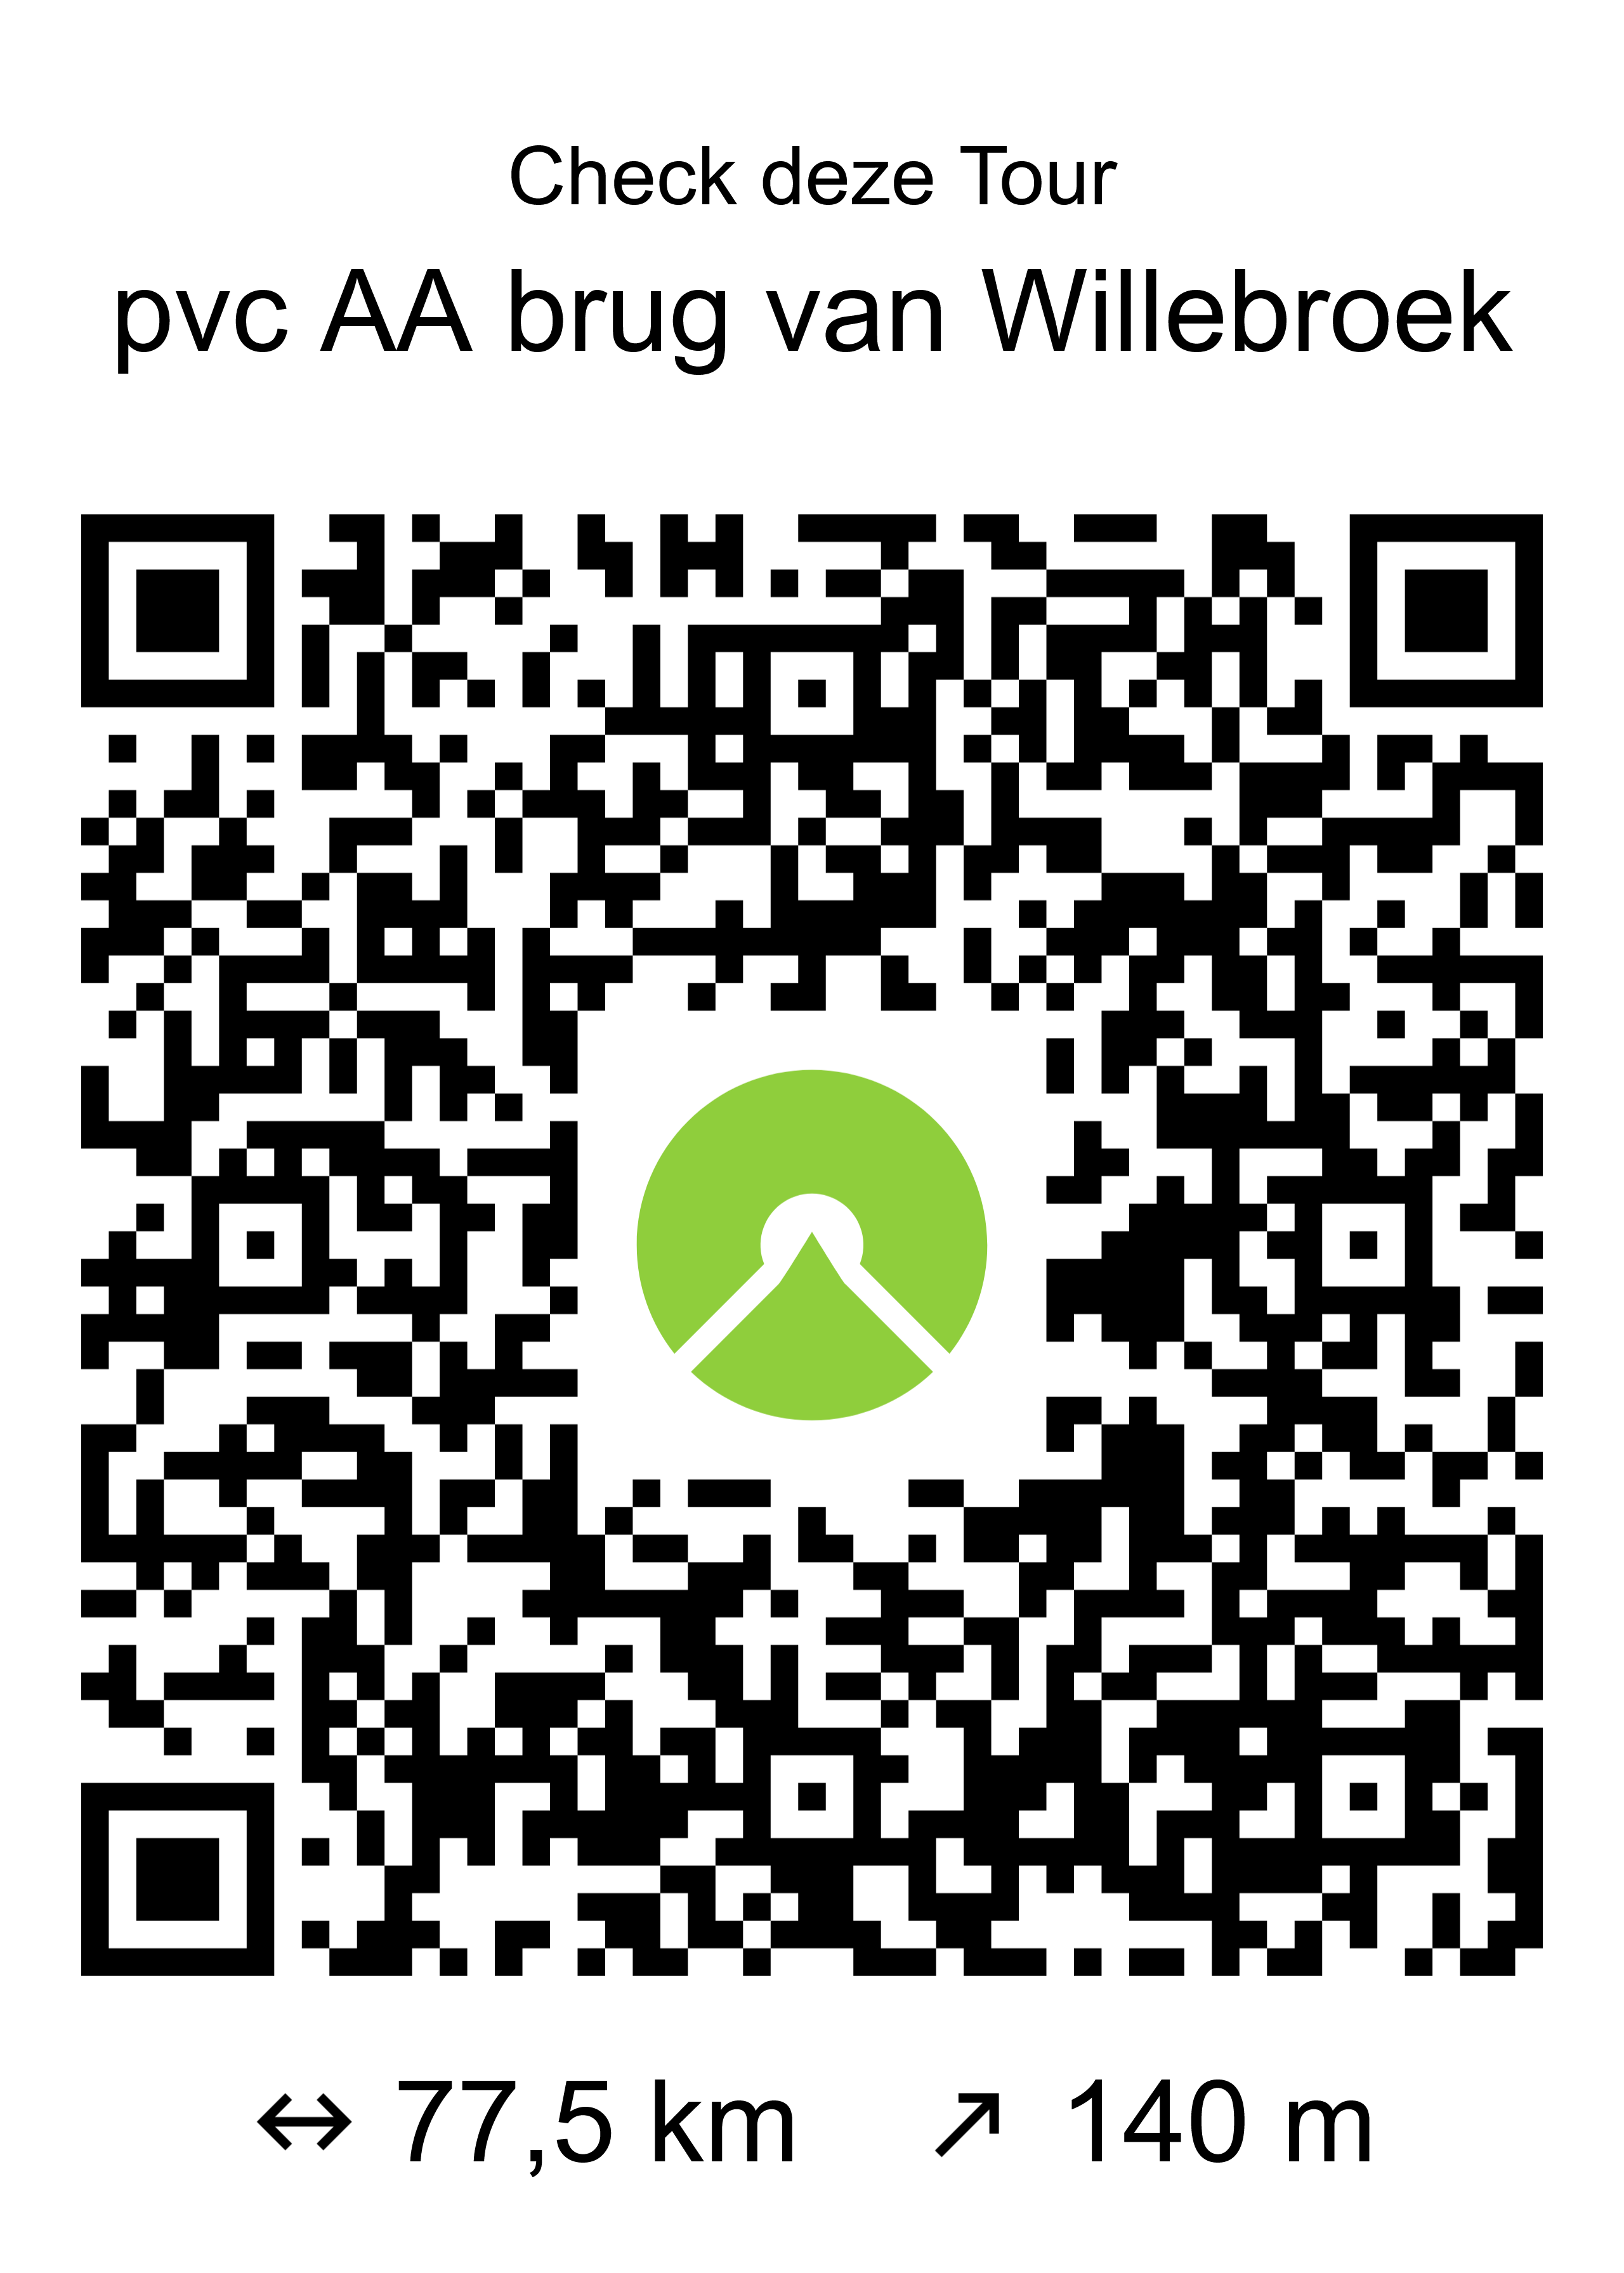 Check deze Tour
pvc AA brug van Willebroek
↔ 77,5 km ↗ 140 m